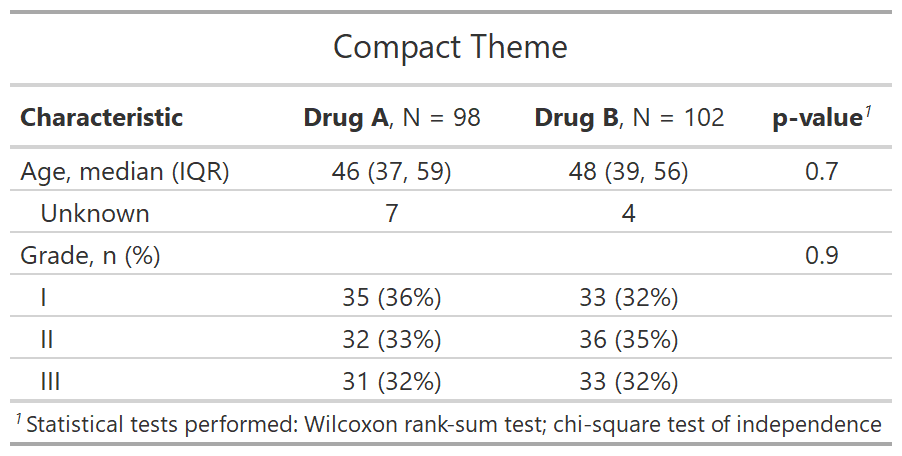 Compact Theme
Characteristic Drug A, N = 98 Drug B, N = 102 p-value1
Age, median (IQR) 46 (37, 59) 48 (39, 56) 0.7
Unknown 7 4
Grade, n (%) 0.9
I 35 (36%) 33 (32%)
II 32 (33%) 36 (35%)
III 31 (32%) 33 (32%)
1 Statistical tests performed: Wilcoxon rank-sum test; chi-square test of independence